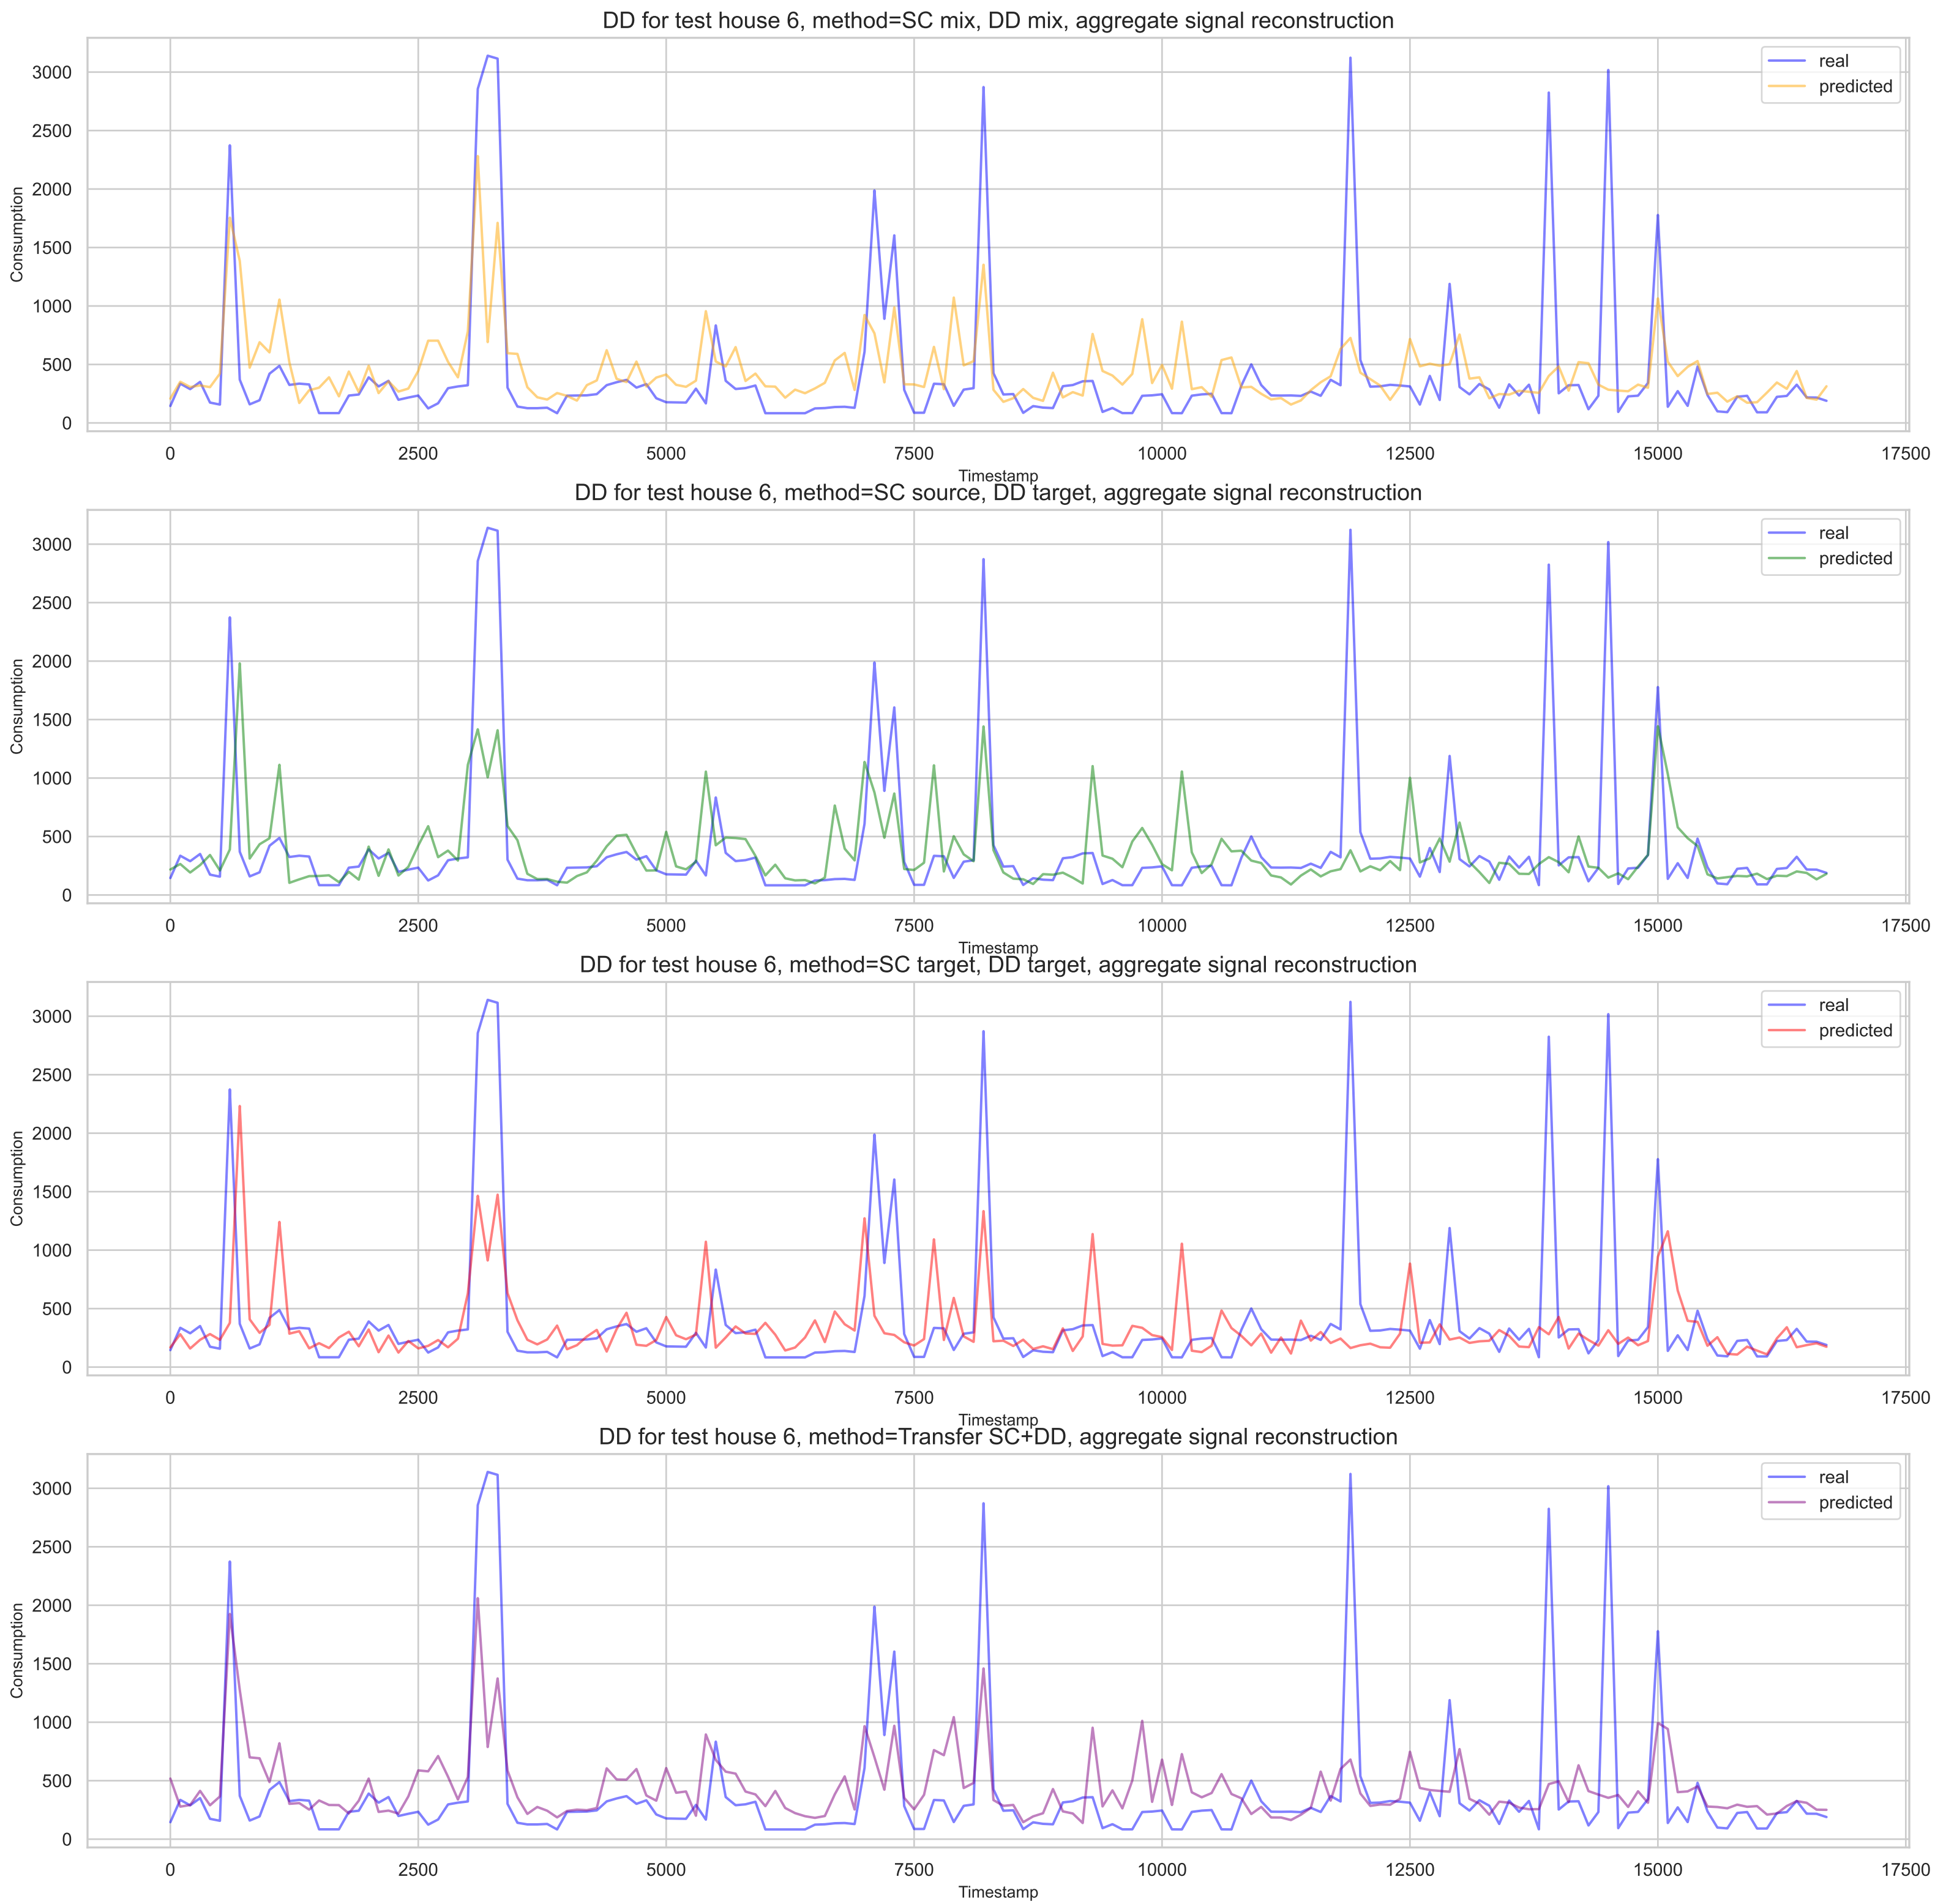 DD for test house 6, method=SC mix, DD mix, aggregate signal reconstruction
real
predicted
3000
2500
2000
1500
1000
500
0
Consumption
0 2500 5000 7500 10000 12500 15000 17500
Timestamp
DD for test house 6, method=SC source, DD target, aggregate signal reconstruction
real
predicted
3000
2500
2000
1500
1000
500
0
Consumption
0 2500 5000 7500 10000 12500 15000 17500
Timestamp
DD for test house 6, method=SC target, DD target, aggregate signal reconstruction
real
predicted
3000
2500
2000
1500
1000
500
0
Consumption
0 2500 5000 7500 10000 12500 15000 17500
Timestamp
DD for test house 6, method=Transfer SC+DD, aggregate signal reconstruction
real
predicted
3000
2500
2000
1500
1000
500
0
Consumption
0 2500 5000 7500 10000 12500 15000 17500
Timestamp